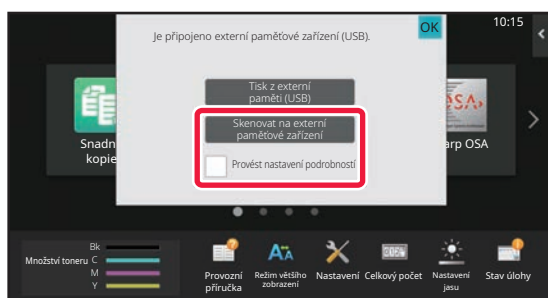 10:15
Je připojeno externí paměťové zařízení (USB).
OK
Tisk z externí
paměti (USB)
Skenovat na externí
paměťové zařízení
Provést nastavení podrobností
Snadn
kopie
arp OSA
Bk
Množství toneru C
M
Y
Provozní
příručka
Režim většího
zobrazení
Nastavení
Celkový počet
Nastavení
jasu
Stav úlohy